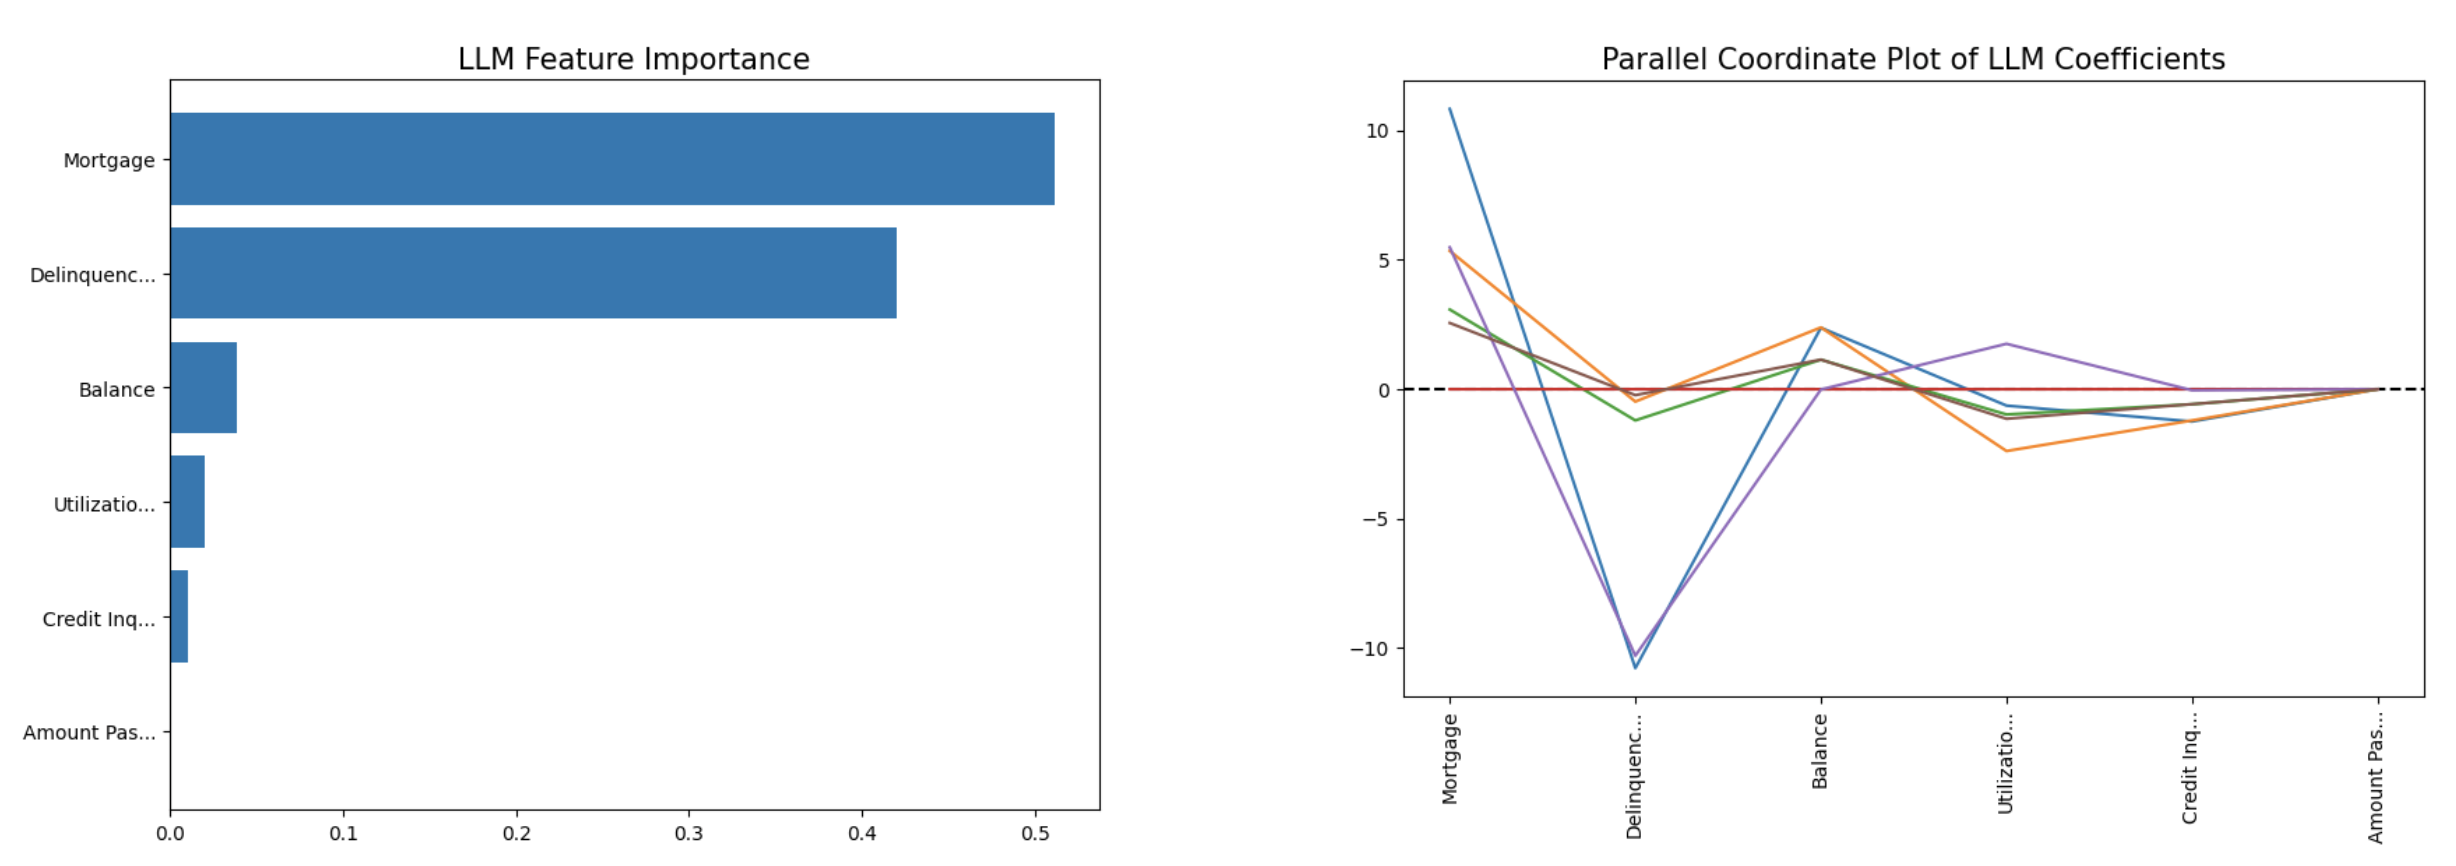 LLM Feature Importance
Mortgage
Delinquenc...
Balance
Utilizatio...
Credit Inq...
Amount Pas...
0.0 0.1 0.2 0.3 0.4 0.5
Parallel Coordinate Plot of LLM Coefficients
10
5
0
−5
−10
Mortgage
Delinquenc...
Balance
Utilizatio...
Credit Inq...
Amount Pas...